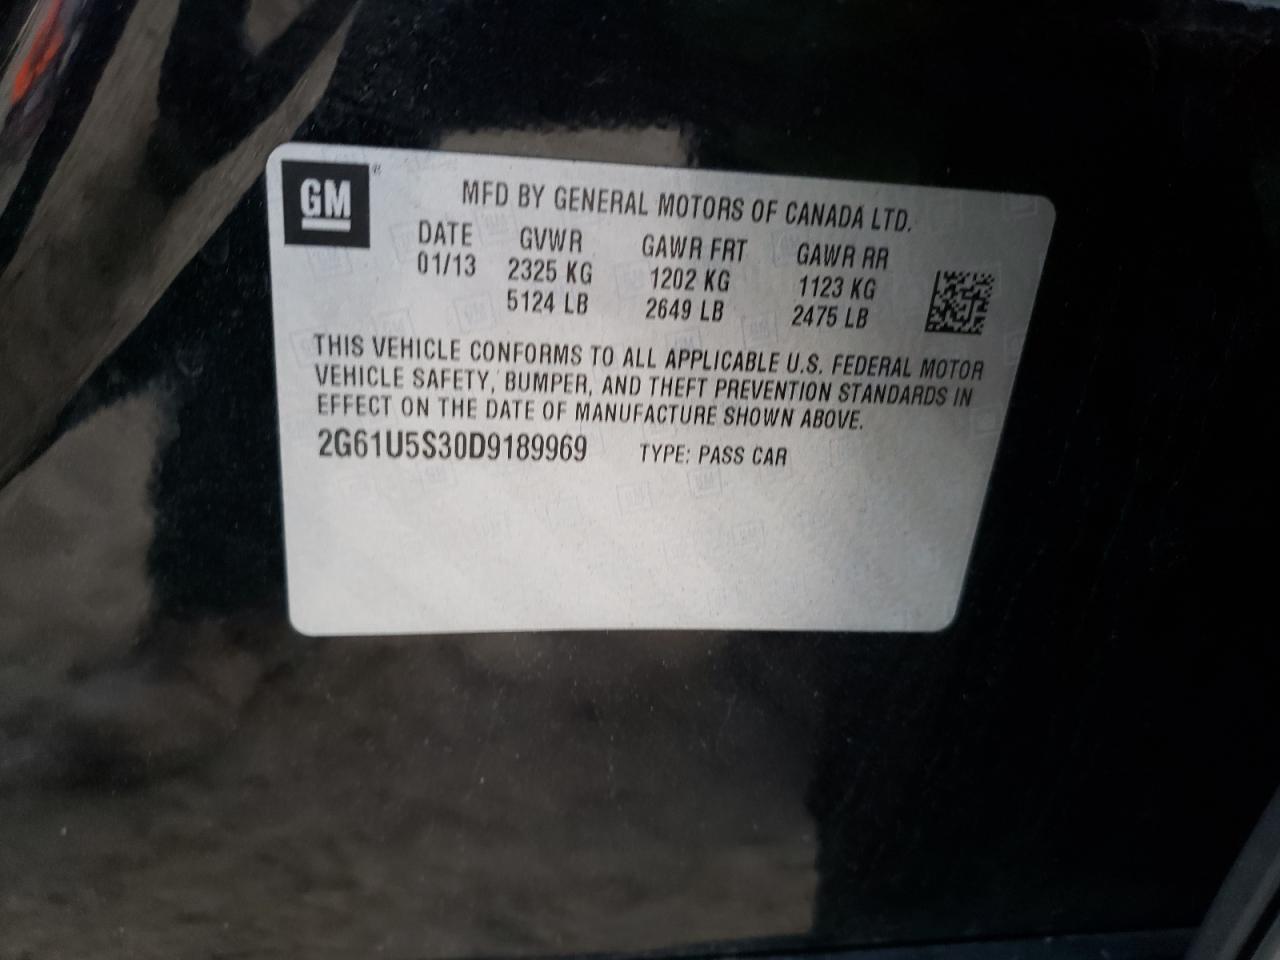 GM ®
MFD BY GENERAL MOTORS OF CANADA LTD.
DATE GVWR GAWR FRT GAWR RR
01/13 2325 KG 1202 KG 1123 KG
5124 LB 2649 LB 2475 LB
THIS VEHICLE CONFORMS TO ALL APPLICABLE U.S. FEDERAL MOTOR
VEHICLE SAFETY, BUMPER, AND THEFT PREVENTION STANDARDS IN
EFFECT ON THE DATE OF MANUFACTURE SHOWN ABOVE.
2G61U5S30D9189969 TYPE: PASS CAR